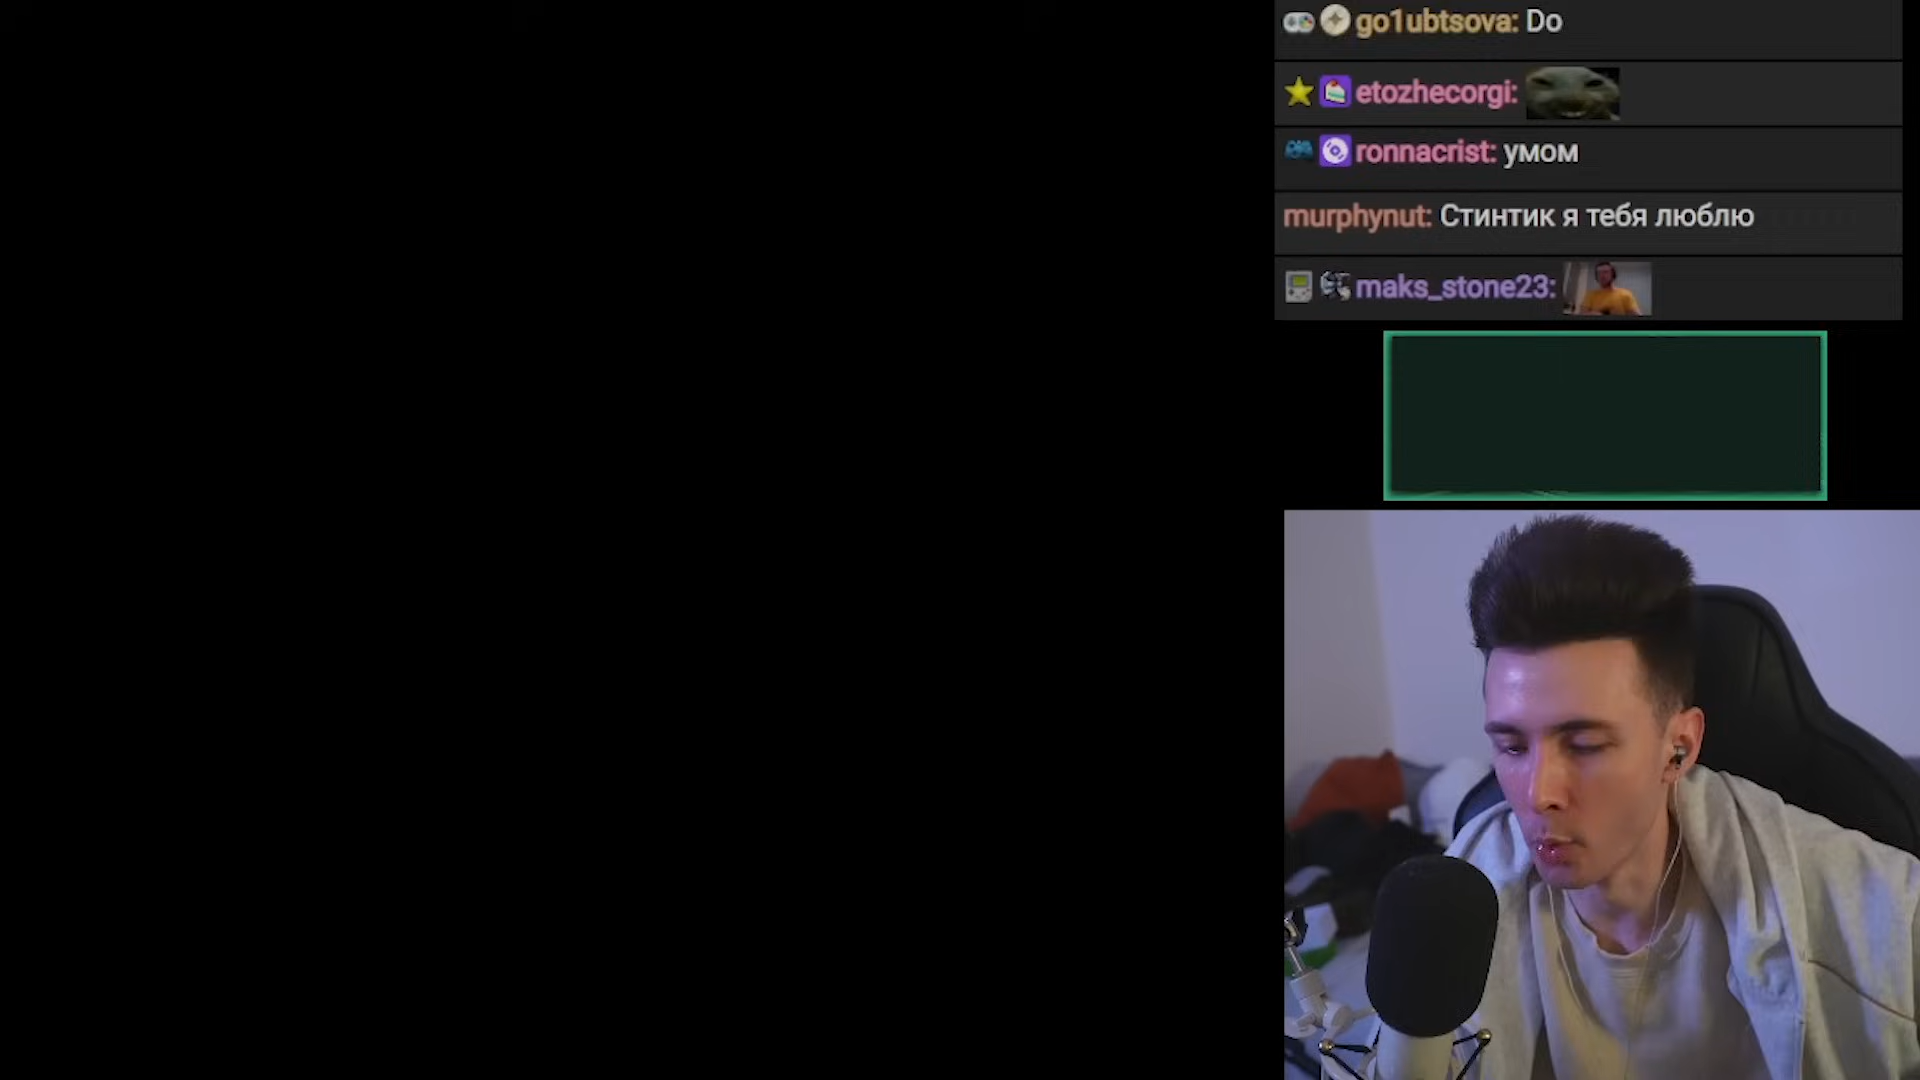 go1ubtsova: Do
etozhecorgi:
ronnacrist: умом
murphynut: Стинтик я тебя люблю
maks_stone23: